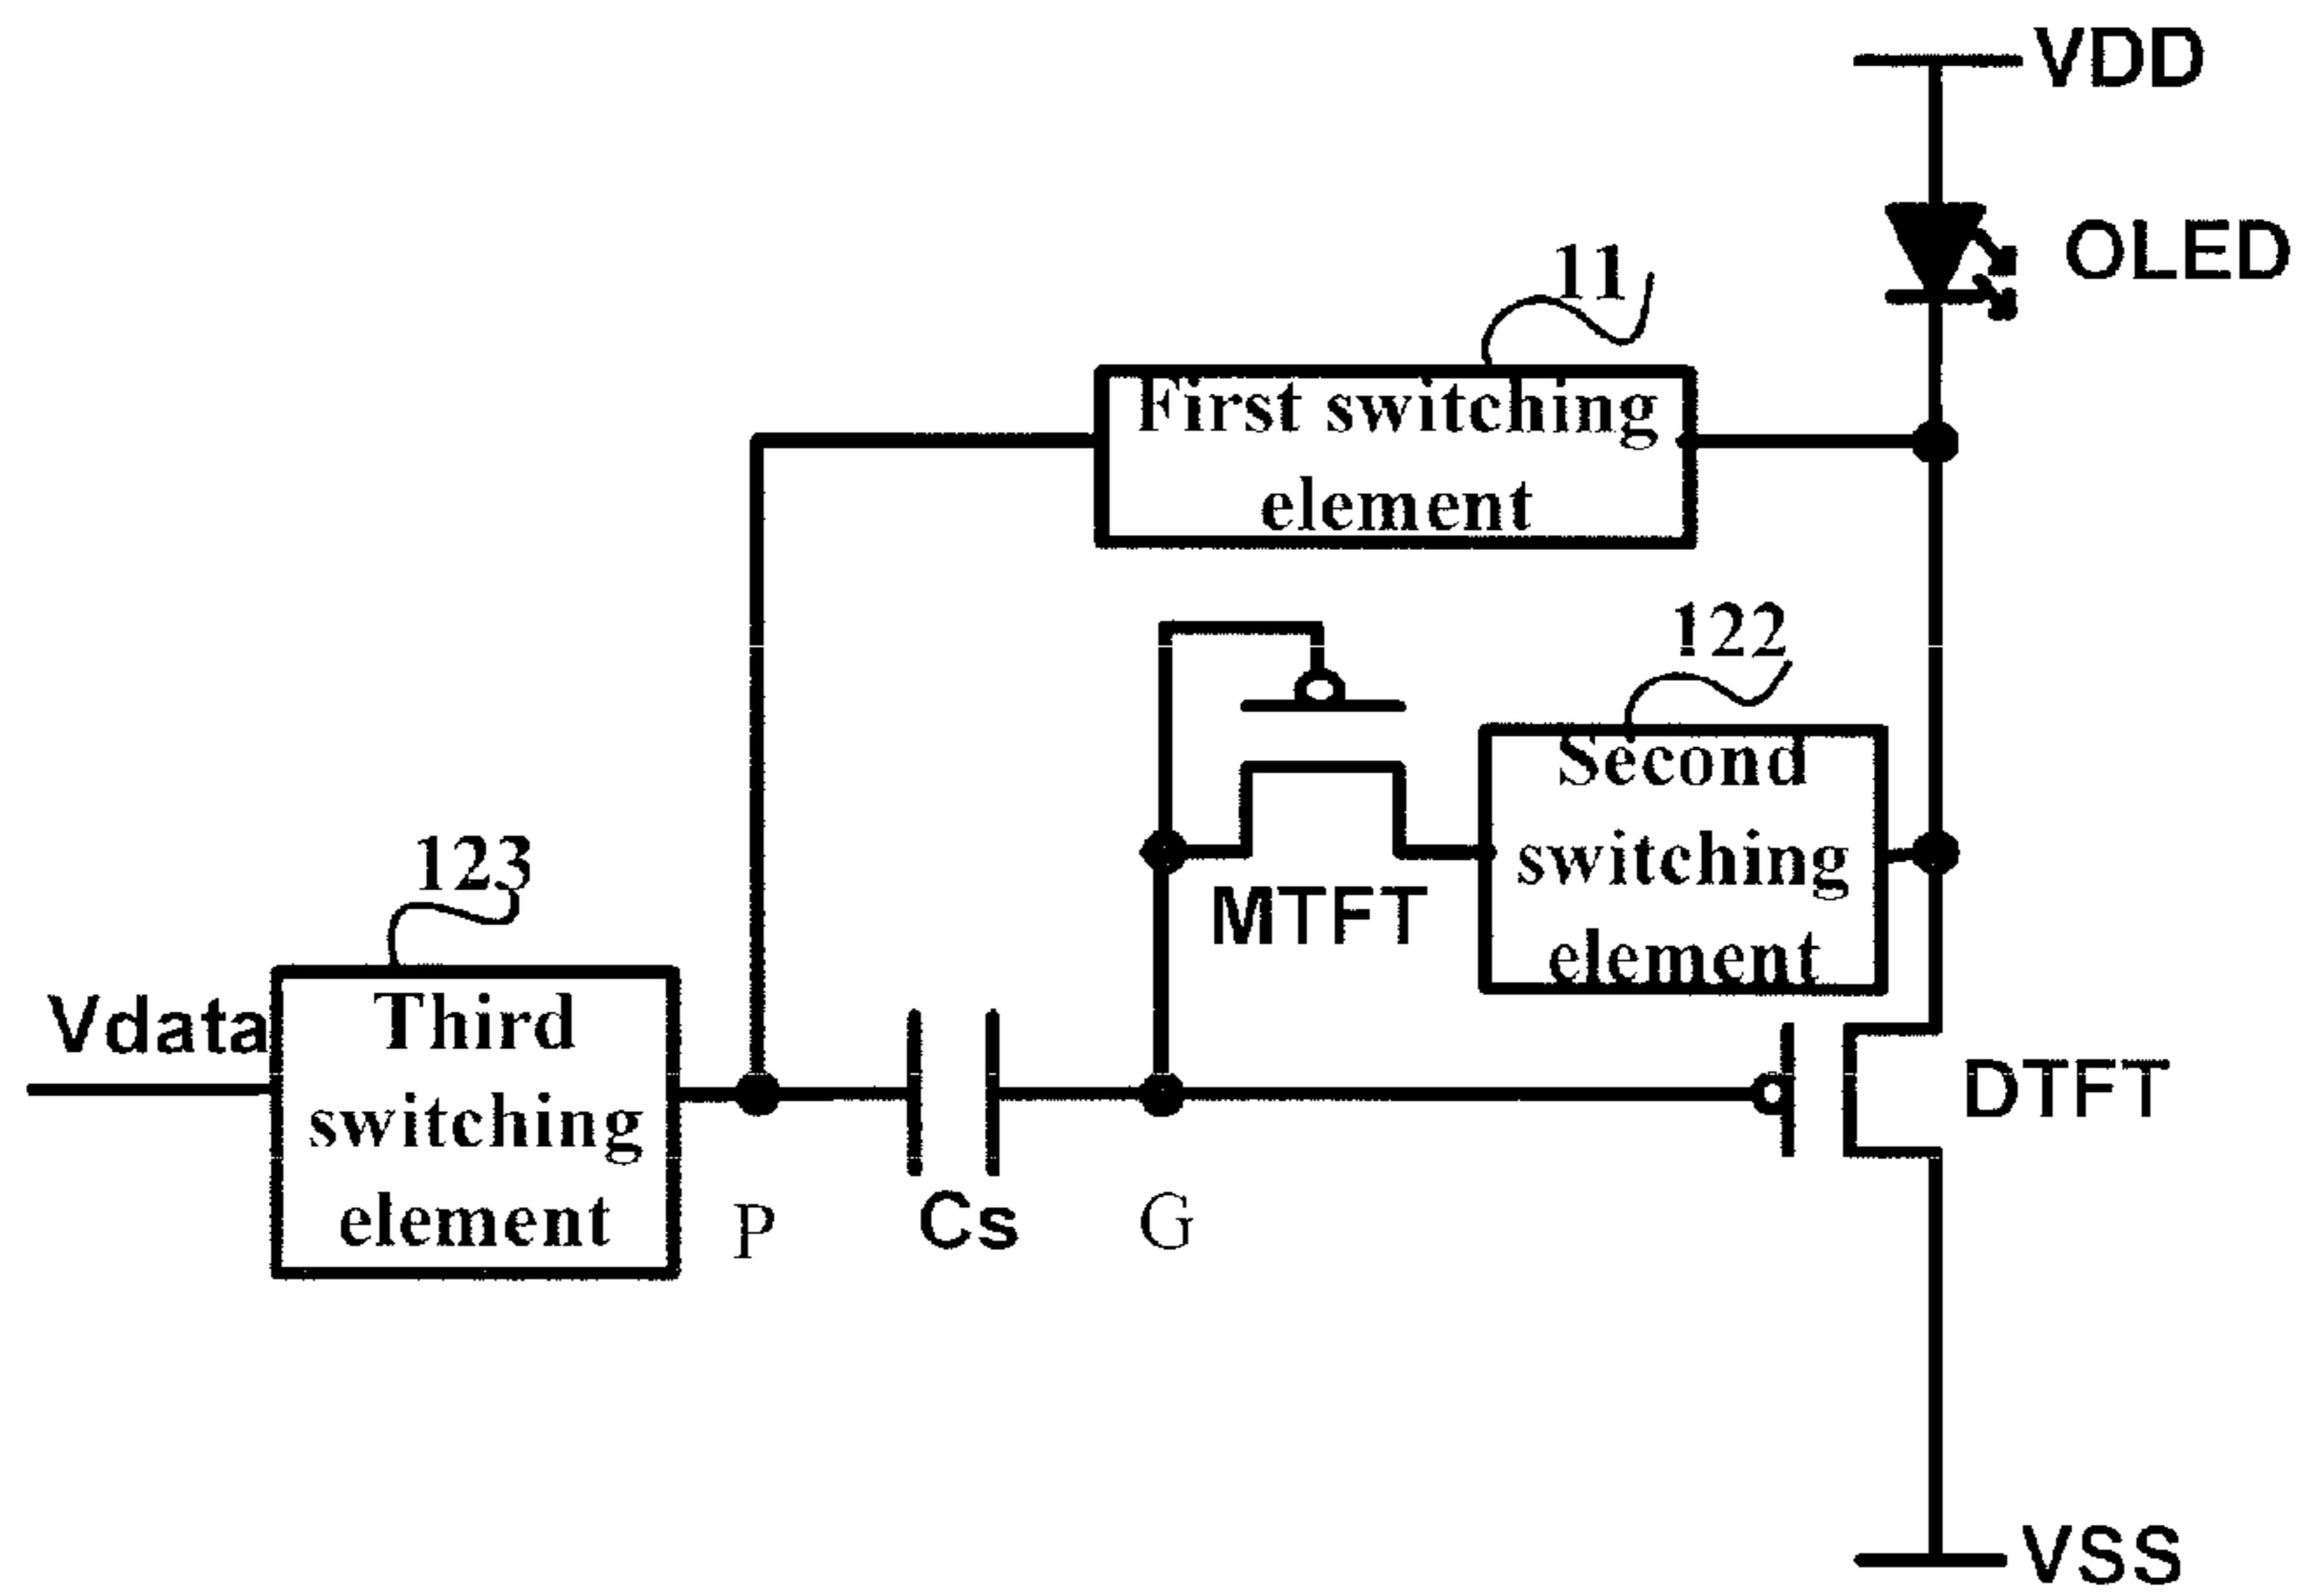 VDD
OLED
11
First switching
element
122
Second
switching
element
MTFT
123
Vdata
Third
switching
element
P
Cs
G
DTFT
VSS